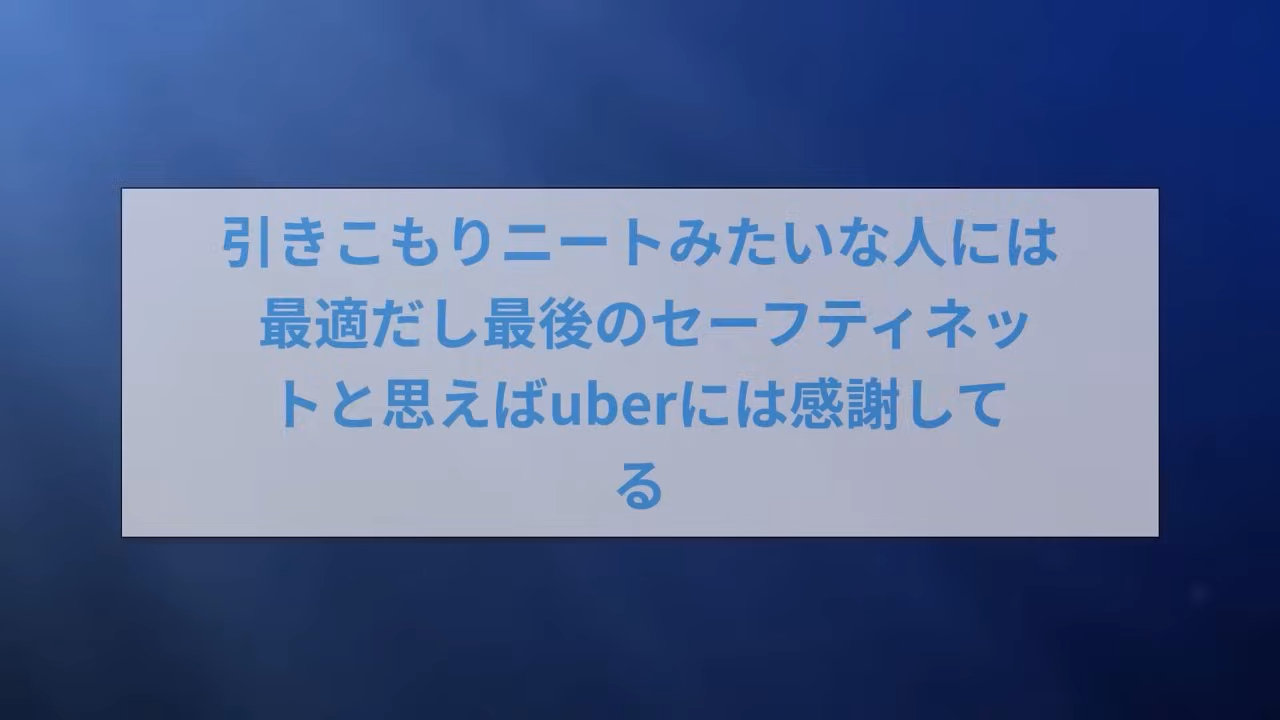 引きこもりニートみたいな人には
最適だし最後のセーフティネッ
トと思えばuberには感謝して
る